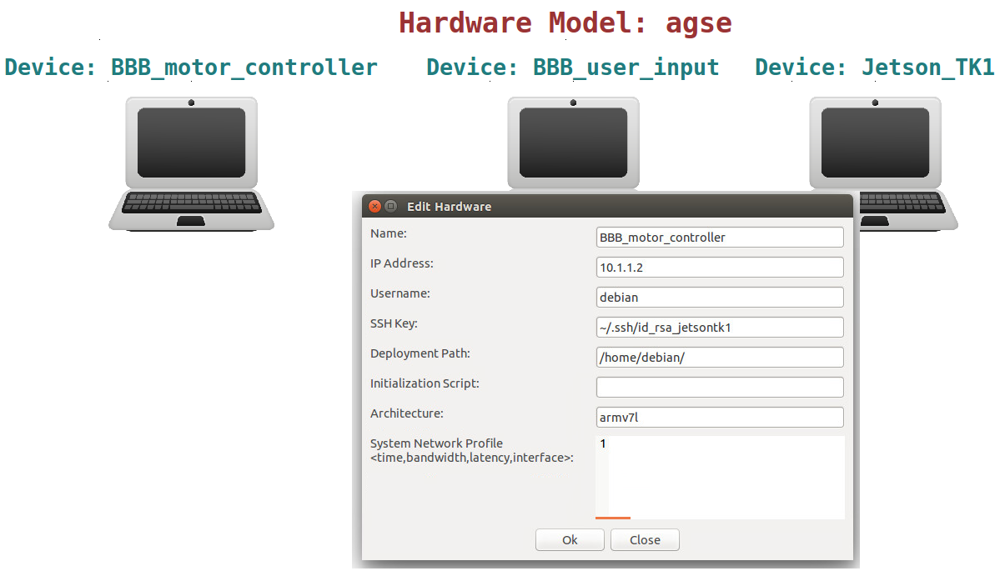 Hardware Model: agse
Device: BBB_motor_controller Device: BBB_user_input Device: Jetson_TK1
Edit Hardware
Name: BBB_motor_controller
IP Address: 10.1.1.2
Username: debian
SSH Key: ~/.ssh/id_rsa_jetsontk1
Deployment Path: /home/debian/
Initialization Script:
Architecture: armv7l
System Network Profile 1
<time,bandwidth,latency,interface>:
Ok Close